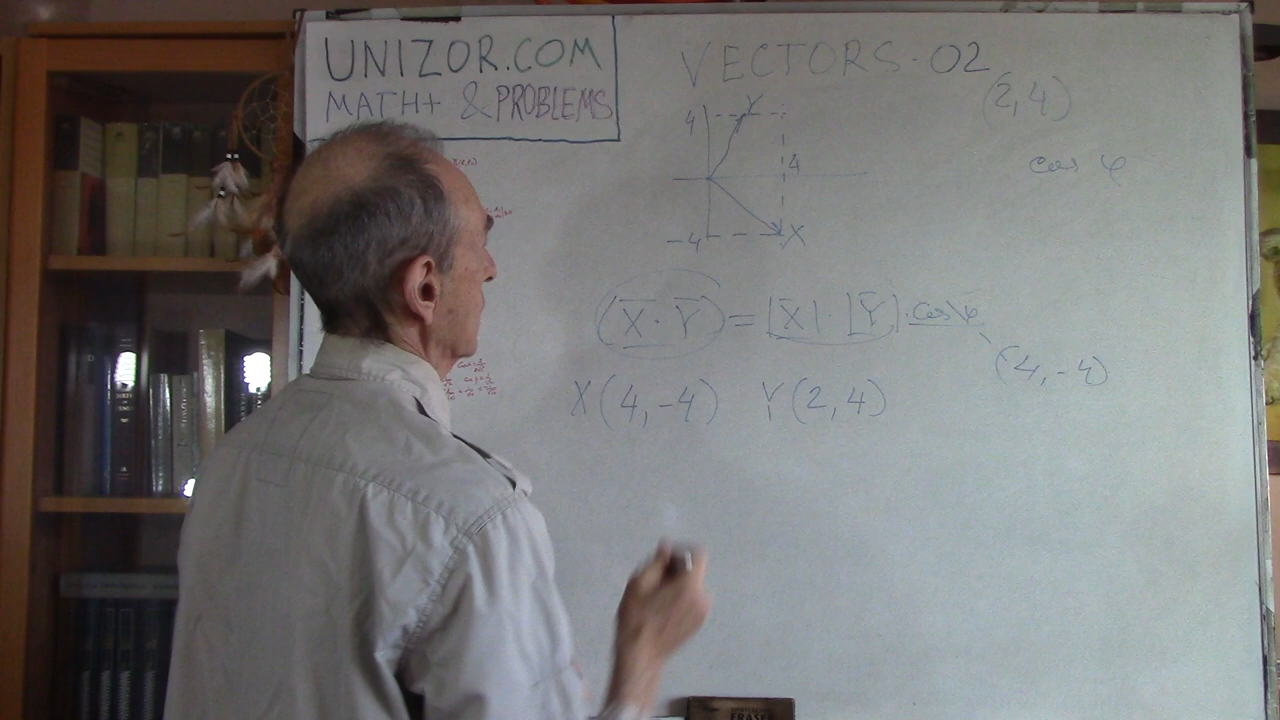 UNIZOR.COM
MATH+ & PROBLEMS
VECTORS·02
(2,4)
cos φ
4 Y
4
-4 X
(X̄ · Ȳ) = |X̄| · |Ȳ| · cos φ
(4,-4)
X(4,-4) Y(2,4)
ERASER